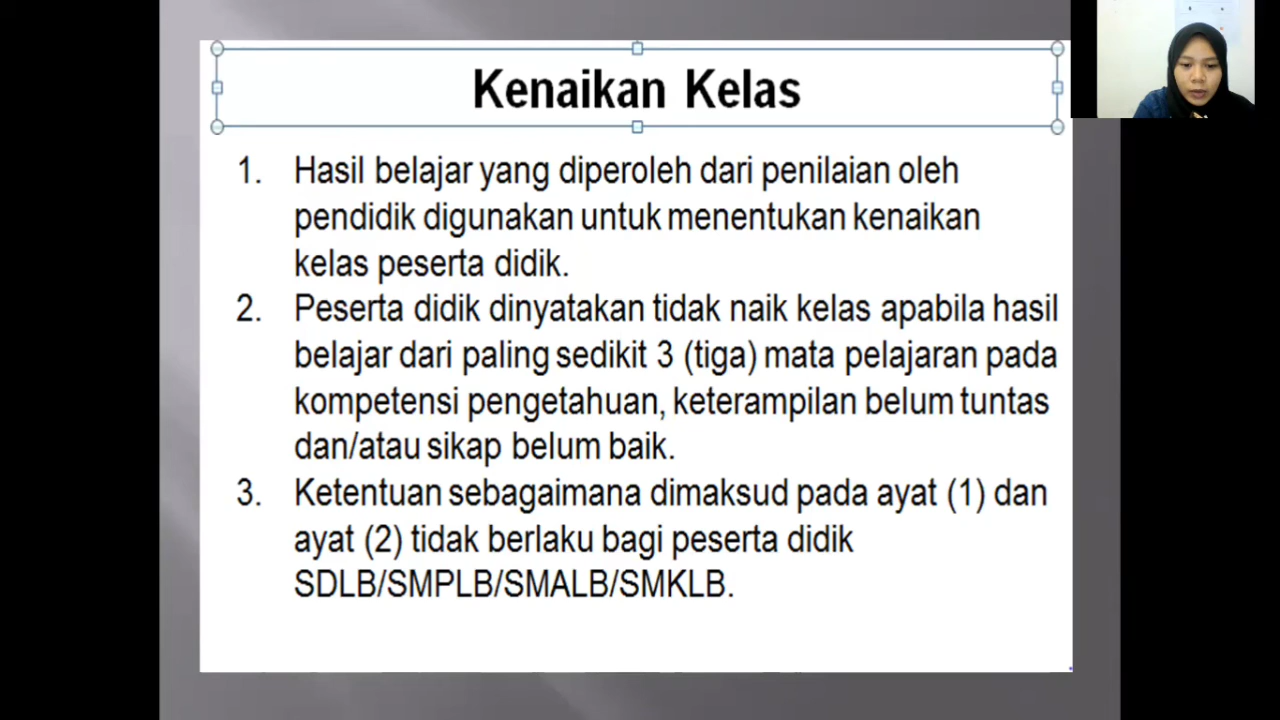 Kenaikan Kelas
1. Hasil belajar yang diperoleh dari penilaian oleh
pendidik digunakan untuk menentukan kenaikan
kelas peserta didik.
2. Peserta didik dinyatakan tidak naik kelas apabila hasil
belajar dari paling sedikit 3 (tiga) mata pelajaran pada
kompetensi pengetahuan, keterampilan belum tuntas
dan/atau sikap belum baik.
3. Ketentuan sebagaimana dimaksud pada ayat (1) dan
ayat (2) tidak berlaku bagi peserta didik
SDLB/SMPLB/SMALB/SMKLB.